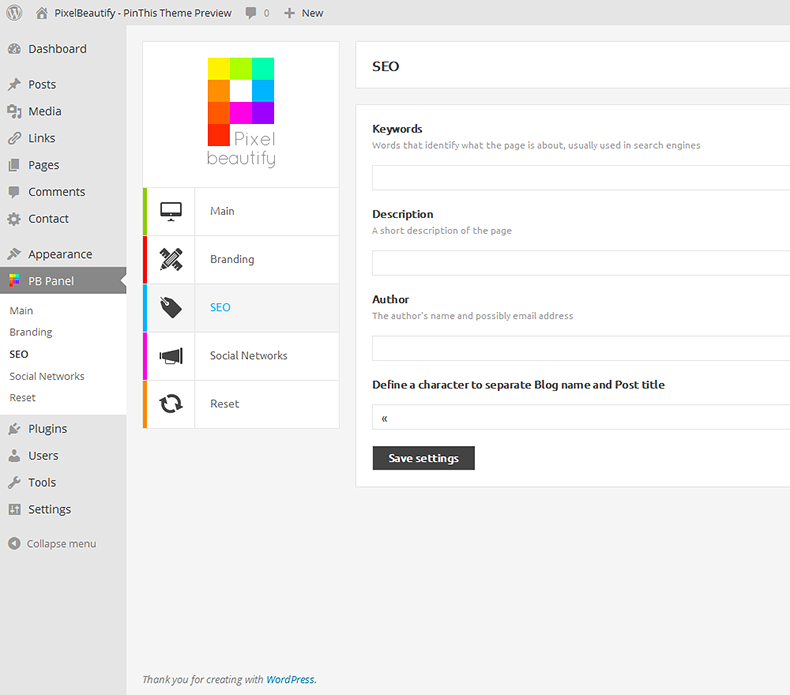 PixelBeautify - PinThis Theme Preview 0 New
Dashboard
Posts
Media
Links
Pages
Comments
Contact
Appearance
PB Panel
Main
Branding
SEO
Social Networks
Reset
Plugins
Users
Tools
Settings
Collapse menu
Pixel
beautify
Main
Branding
SEO
Social Networks
Reset
SEO
Keywords
Words that identify what the page is about, usually used in search engines
Description
A short description of the page
Author
The author's name and possibly email address
Define a character to separate Blog name and Post title
«
Save settings
Thank you for creating with WordPress.